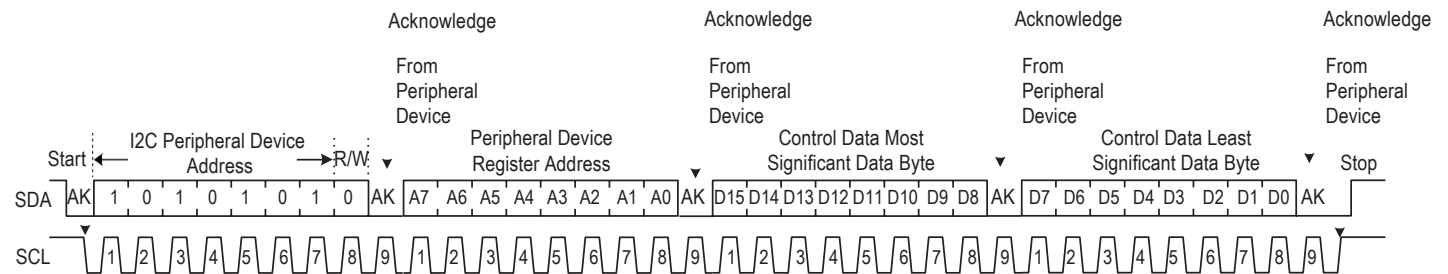 Acknowledge Acknowledge Acknowledge Acknowledge
From From From From
Peripheral Peripheral Peripheral Peripheral
Device Device Device Device
I2C Peripheral Device Peripheral Device Control Data Most Control Data Least
Start Address R/W Register Address Significant Data Byte Significant Data Byte Stop
SDA AK 1 0 1 0 1 0 1 0 AK A7 A6 A5 A4 A3 A2 A1 A0 AK D15 D14 D13 D12 D11 D10 D9 D8 AK D7 D6 D5 D4 D3 D2 D1 D0 AK
SCL 1 2 3 4 5 6 7 8 9 1 2 3 4 5 6 7 8 9 1 2 3 4 5 6 7 8 9 1 2 3 4 5 6 7 8 9